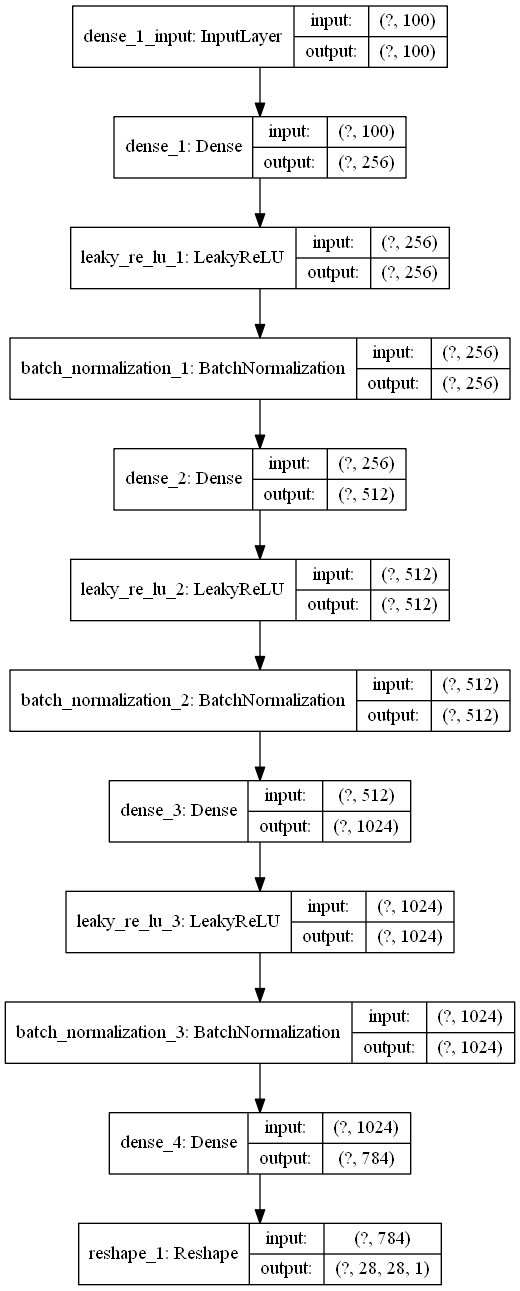 dense_1_input: InputLayer
input: (?, 100)
output: (?, 100)
dense_1: Dense
input: (?, 100)
output: (?, 256)
leaky_re_lu_1: LeakyReLU
input: (?, 256)
output: (?, 256)
batch_normalization_1: BatchNormalization
input: (?, 256)
output: (?, 256)
dense_2: Dense
input: (?, 256)
output: (?, 512)
leaky_re_lu_2: LeakyReLU
input: (?, 512)
output: (?, 512)
batch_normalization_2: BatchNormalization
input: (?, 512)
output: (?, 512)
dense_3: Dense
input: (?, 512)
output: (?, 1024)
leaky_re_lu_3: LeakyReLU
input: (?, 1024)
output: (?, 1024)
batch_normalization_3: BatchNormalization
input: (?, 1024)
output: (?, 1024)
dense_4: Dense
input: (?, 1024)
output: (?, 784)
reshape_1: Reshape
input: (?, 784)
output: (?, 28, 28, 1)